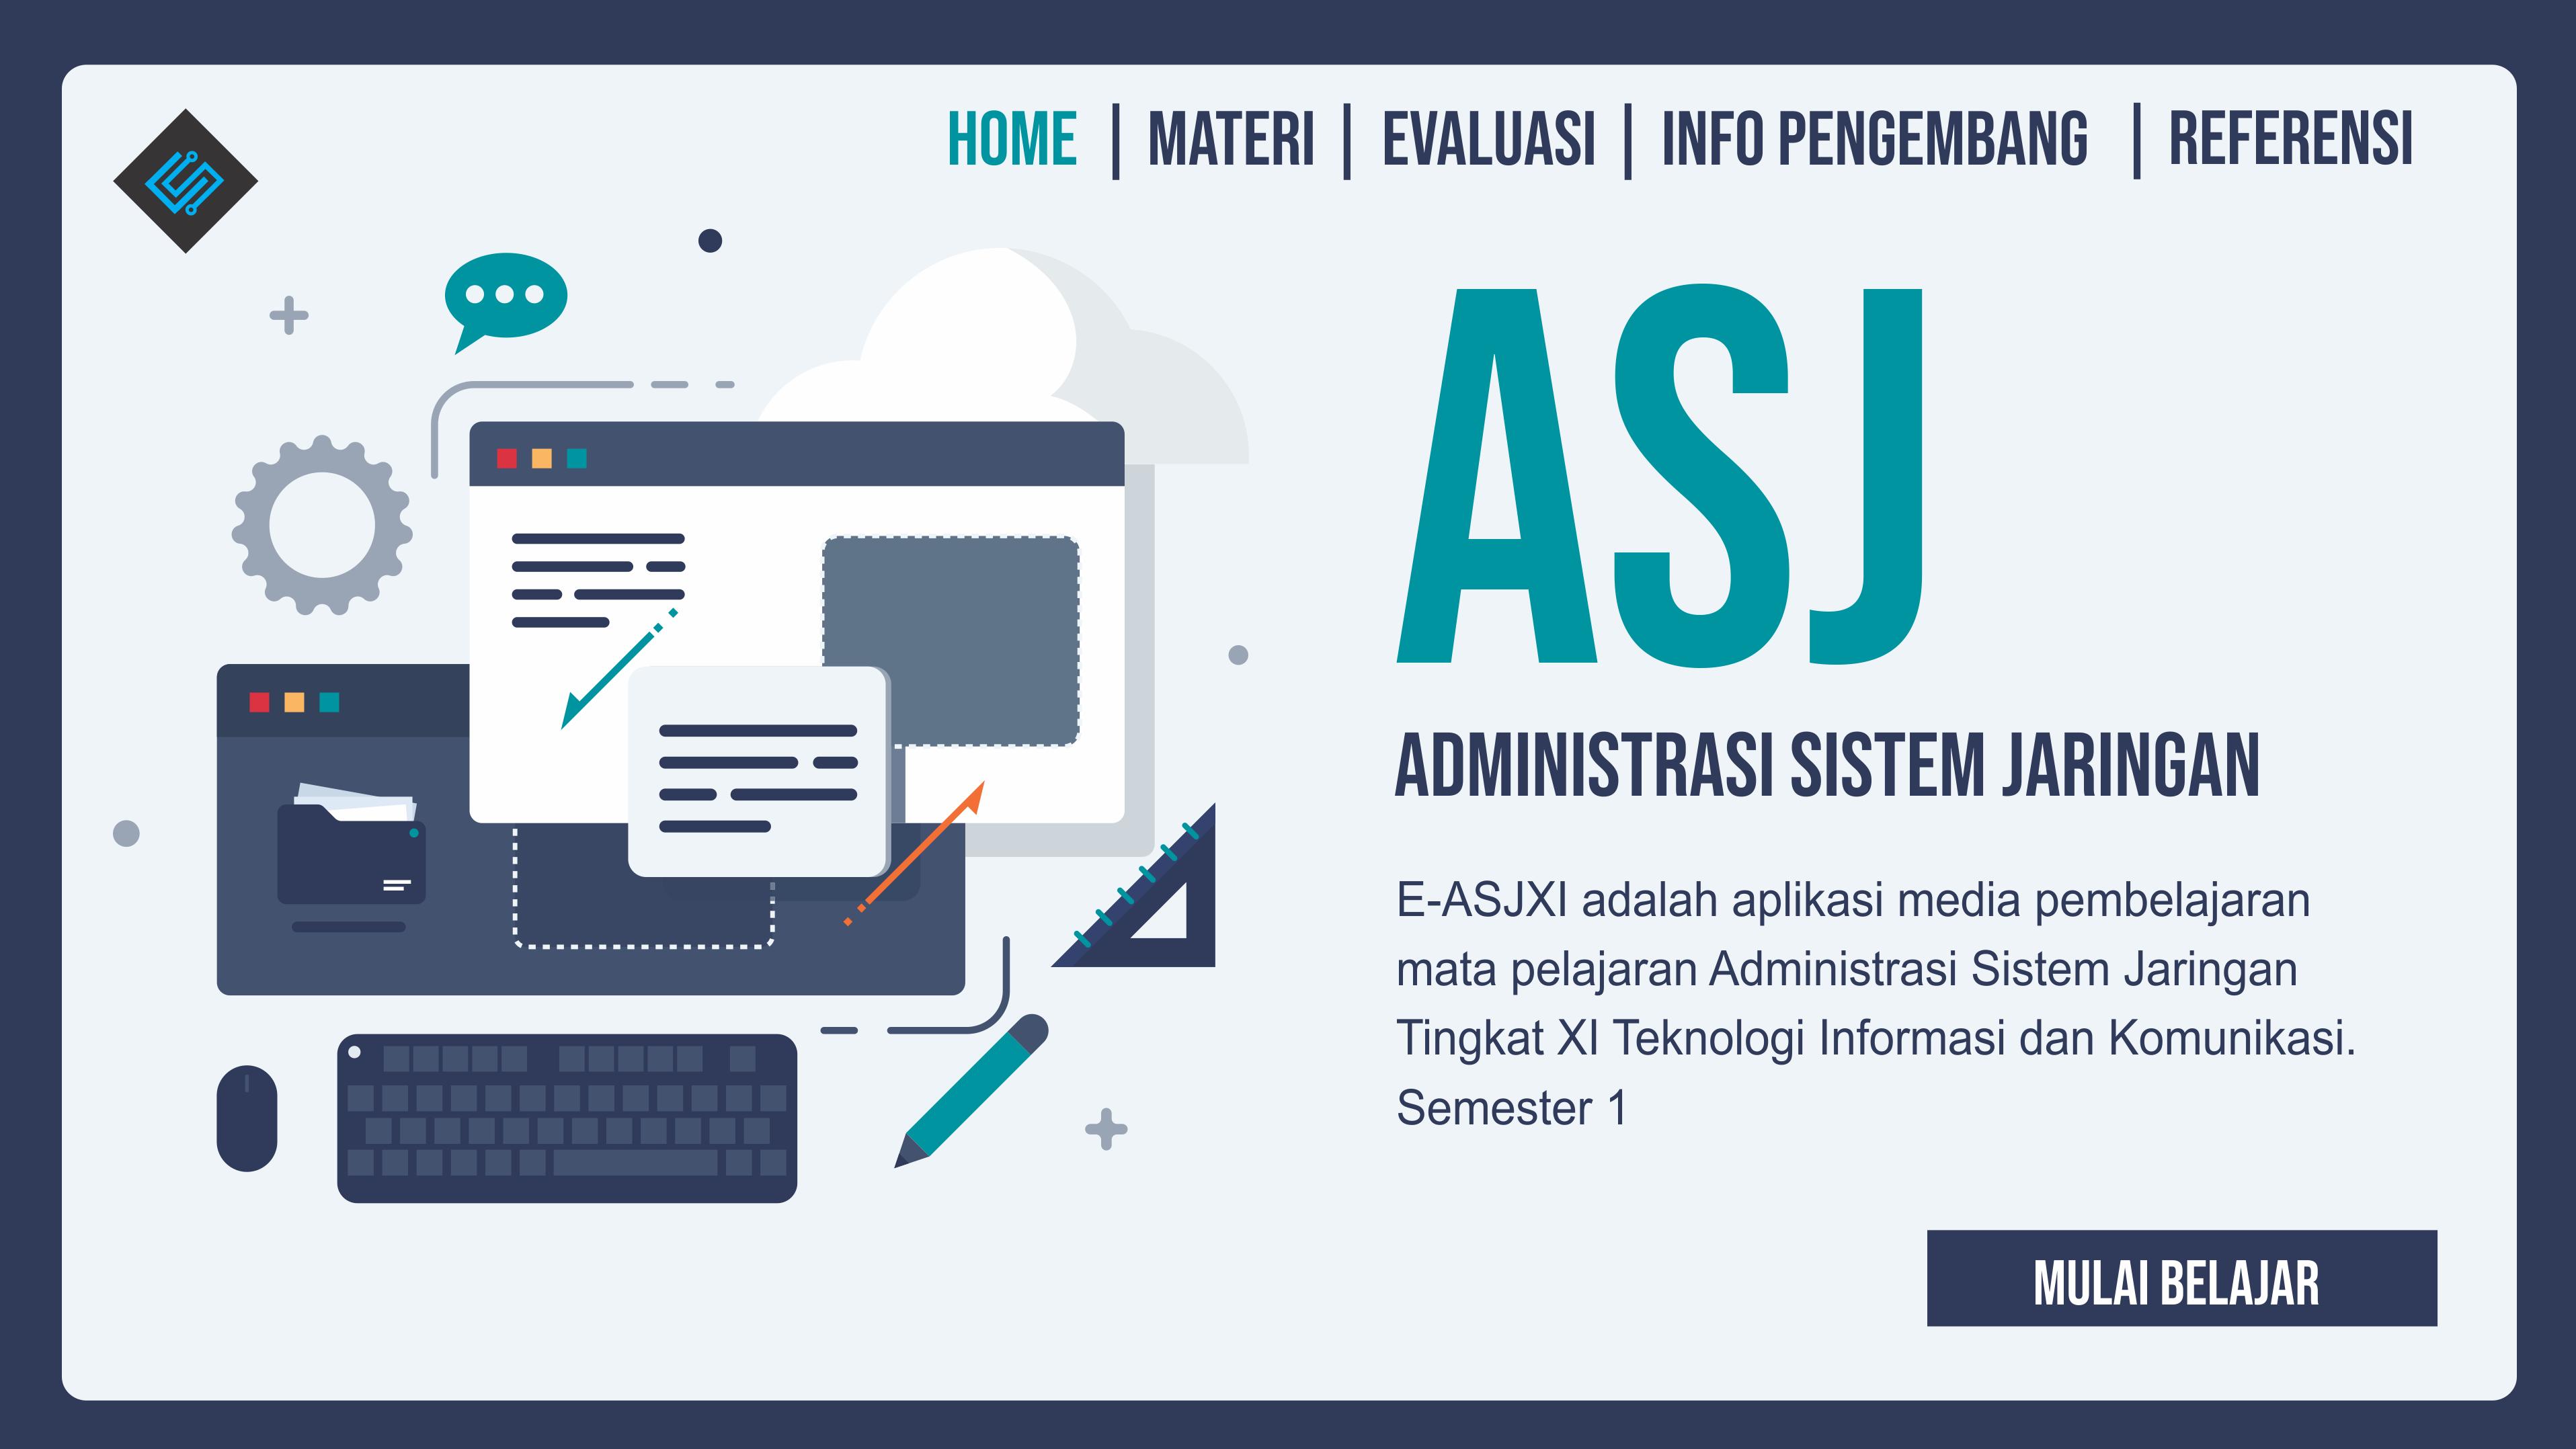 HOME | MATERI | EVALUASI | INFO PENGEMBANG | REFERENSI
ASJ
ADMINISTRASI SISTEM JARINGAN
E-ASJXI adalah aplikasi media pembelajaran
mata pelajaran Administrasi Sistem Jaringan
Tingkat XI Teknologi Informasi dan Komunikasi.
Semester 1
MULAI BELAJAR